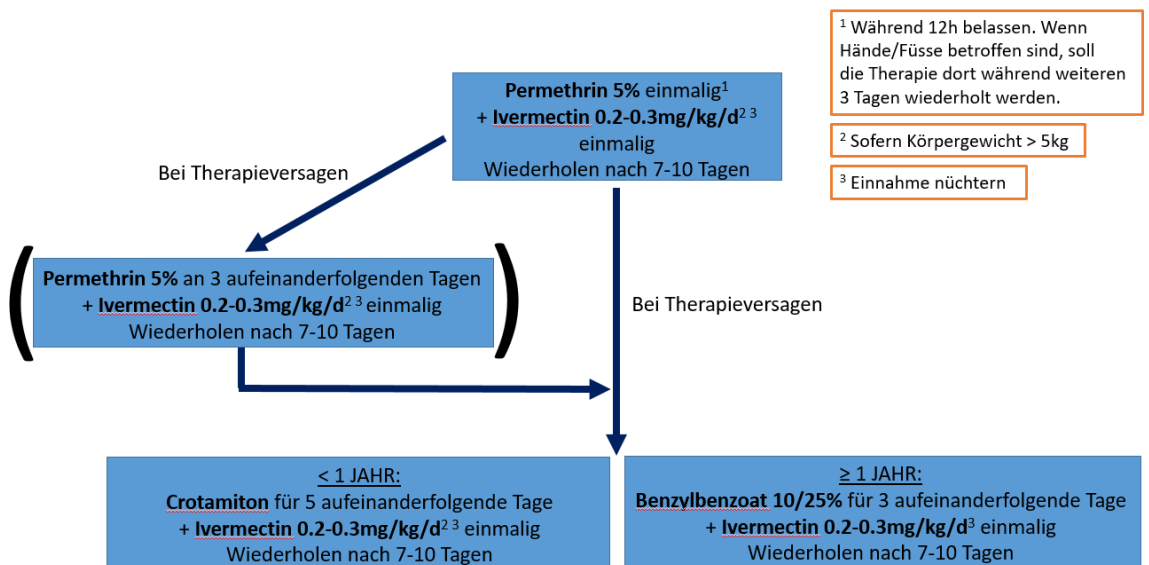 ¹ Während 12h belassen. Wenn
Hände/Füsse betroffen sind, soll
die Therapie dort während weiteren
3 Tagen wiederholt werden.
² Sofern Körpergewicht > 5kg
³ Einnahme nüchtern
Permethrin 5% einmalig¹
+ Ivermectin 0.2-0.3mg/kg/d² ³
einmalig
Wiederholen nach 7-10 Tagen
Bei Therapieversagen
Permethrin 5% an 3 aufeinanderfolgenden Tagen
+ Ivermectin 0.2-0.3mg/kg/d² ³ einmalig
Wiederholen nach 7-10 Tagen
Bei Therapieversagen
< 1 JAHR:
Crotamiton für 5 aufeinanderfolgende Tage
+ Ivermectin 0.2-0.3mg/kg/d² ³ einmalig
Wiederholen nach 7-10 Tagen
≥ 1 JAHR:
Benzylbenzoat 10/25% für 3 aufeinanderfolgende Tage
+ Ivermectin 0.2-0.3mg/kg/d³ einmalig
Wiederholen nach 7-10 Tagen